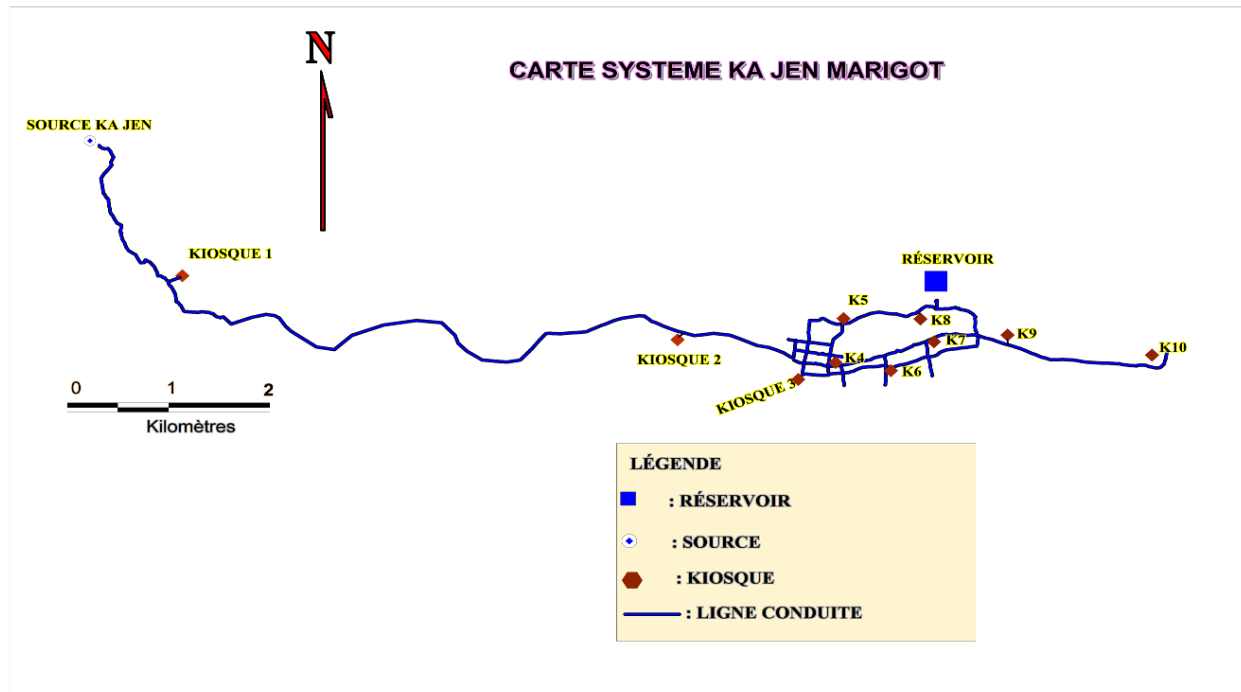 N
CARTE SYSTEME KA JEN MARIGOT
SOURCE KA JEN
KIOSQUE 1
RÉSERVOIR
K5
K8
K9
K7
KIOSQUE 2
K4
K10
K6
KIOSQUE 3
0 1 2
Kilomètres
LÉGENDE
: RÉSERVOIR
: SOURCE
: KIOSQUE
: LIGNE CONDUITE